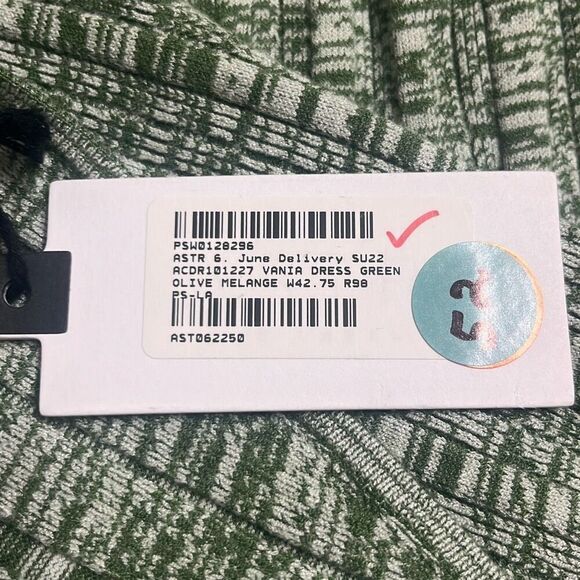 PSW0128296
ASTR 6. June Delivery SU22
ACDR101227 VANIA DRESS GREEN
OLIVE MELANGE W42.75 R98
PS-LA
AST062250